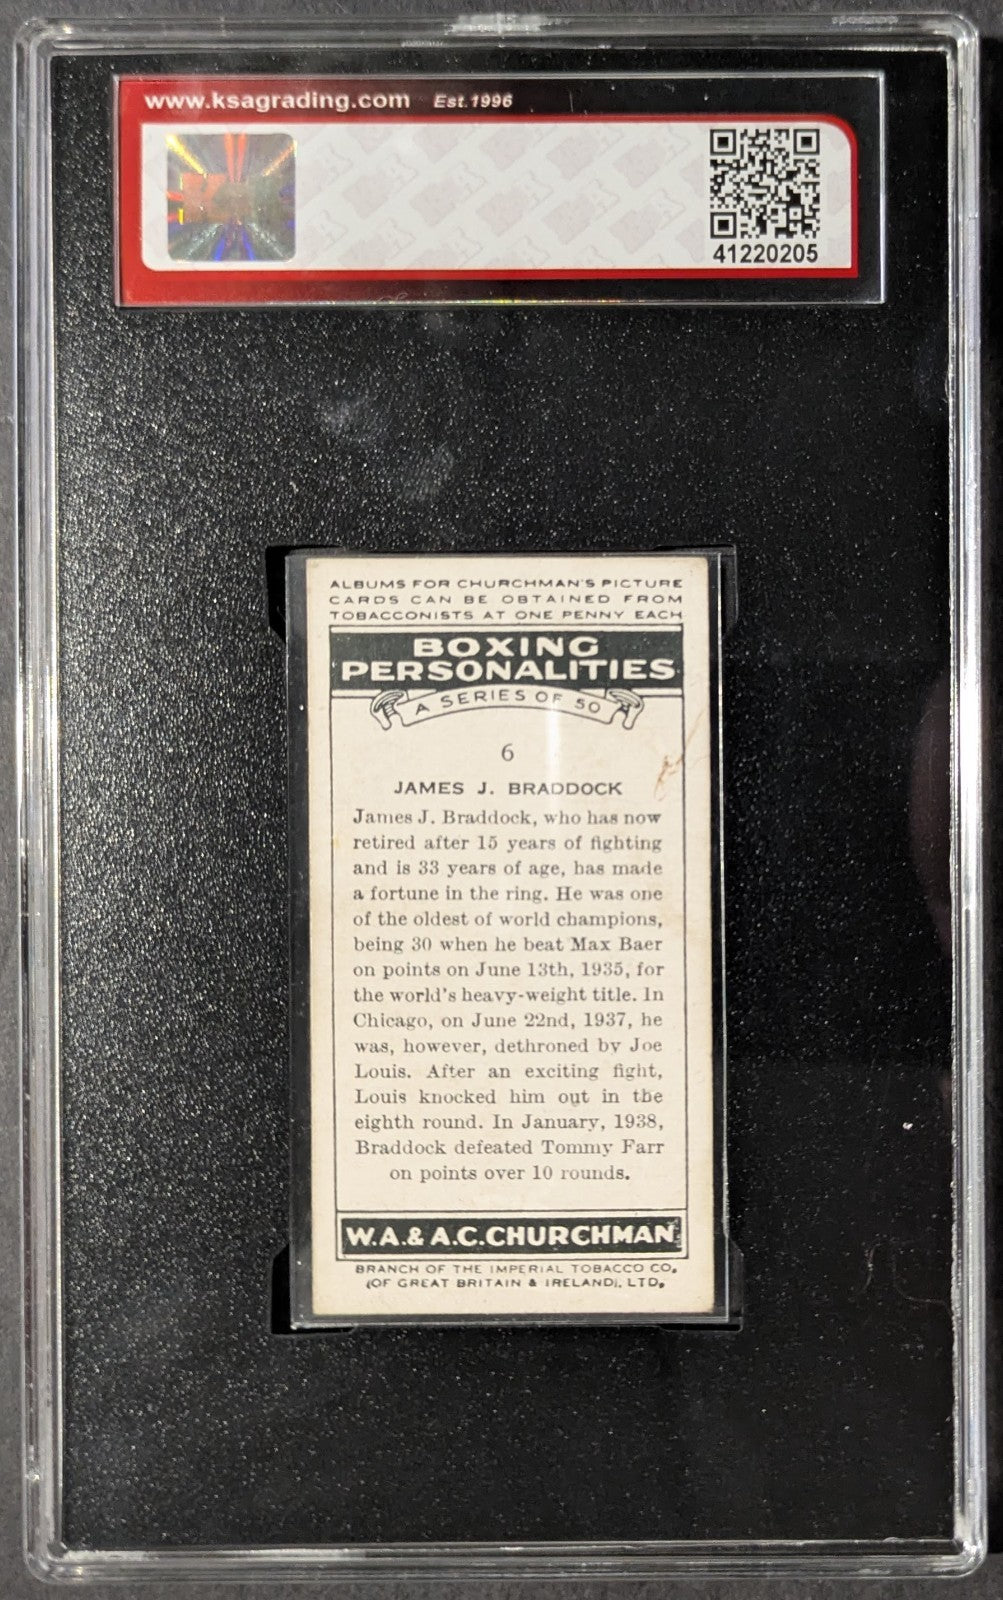 www.ksagrading.com Est.1996
41220205
ALBUMS FOR CHURCHMAN'S PICTURE
CARDS CAN BE OBTAINED FROM
TOBACCONISTS AT ONE PENNY EACH
BOXING
PERSONALITIES
A SERIES OF 50
6
JAMES J. BRADDOCK
James J. Braddock, who has now
retired after 15 years of fighting
and is 33 years of age, has made
a fortune in the ring. He was one
of the oldest of world champions,
being 30 when he beat Max Baer
on points on June 13th, 1935, for
the world's heavy-weight title. In
Chicago, on June 22nd, 1937, he
was, however, dethroned by Joe
Louis. After an exciting fight,
Louis knocked him out in the
eighth round. In January, 1938,
Braddock defeated Tommy Farr
on points over 10 rounds.
W.A. & A.C. CHURCHMAN
BRANCH OF THE IMPERIAL TOBACCO CO.
(OF GREAT BRITAIN & IRELAND), LTD.